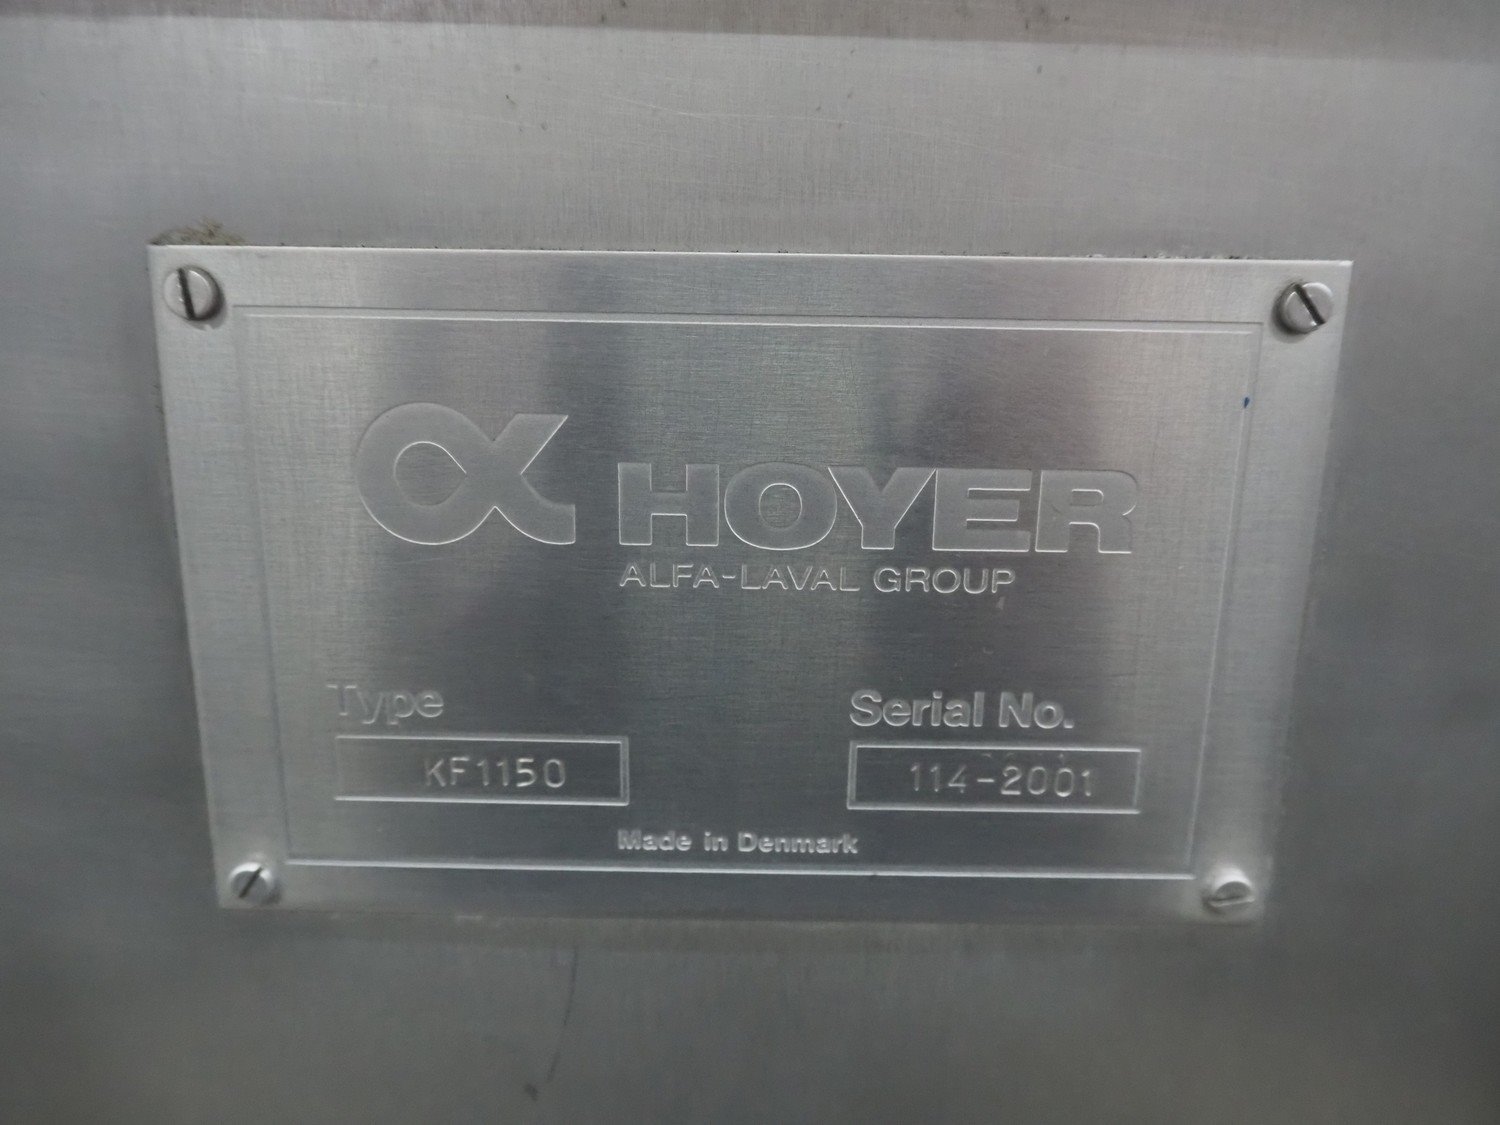 HOYER
ALFA-LAVAL GROUP
Type
Serial No.
KF1150
114-2001
Made in Denmark